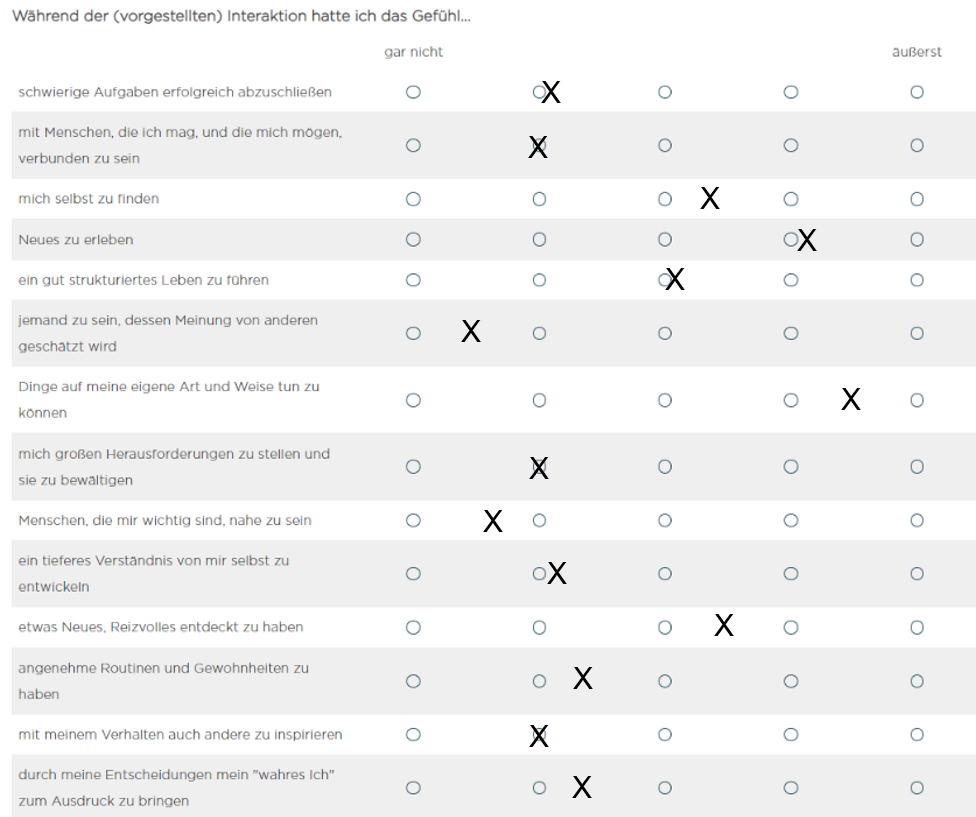 Während der (vorgestellten) Interaktion hatte ich das Gefühl...
gar nicht äußerst
schwierige Aufgaben erfolgreich abzuschließen X
mit Menschen, die ich mag, und die mich mögen,
verbunden zu sein X
mich selbst zu finden X
Neues zu erleben X
ein gut strukturiertes Leben zu führen X
jemand zu sein, dessen Meinung von anderen
geschätzt wird X
Dinge auf meine eigene Art und Weise tun zu
können X
mich großen Herausforderungen zu stellen und
sie zu bewältigen X
Menschen, die mir wichtig sind, nahe zu sein X
ein tieferes Verständnis von mir selbst zu
entwickeln X
etwas Neues, Reizvolles entdeckt zu haben X
angenehme Routinen und Gewohnheiten zu
haben X
mit meinem Verhalten auch andere zu inspirieren X
durch meine Entscheidungen mein "wahres Ich"
zum Ausdruck zu bringen X